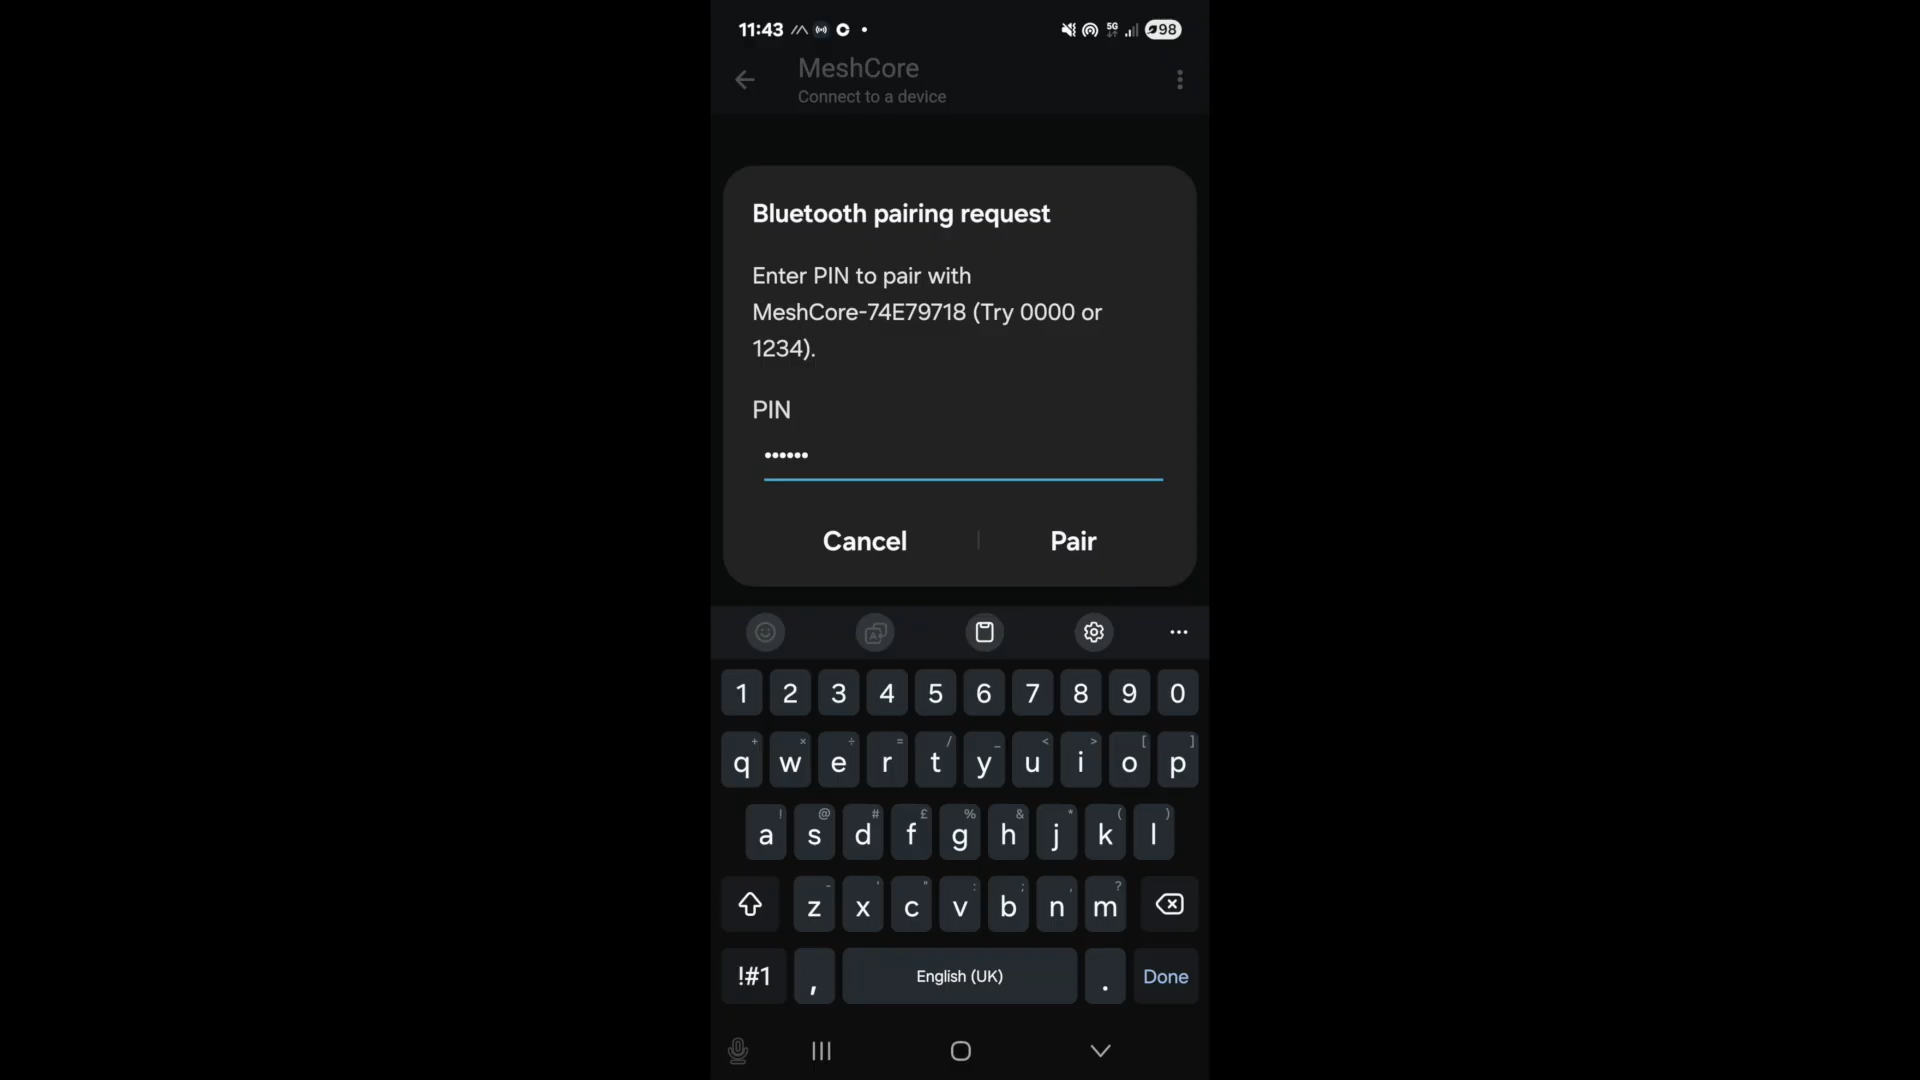 11:43 5G 98
MeshCore
Connect to a device
Bluetooth pairing request
Enter PIN to pair with
MeshCore-74E79718 (Try 0000 or
1234).
PIN
••••••
Cancel Pair
1 2 3 4 5 6 7 8 9 0
+ × ÷ = / _ < > [ ]
q w e r t y u i o p
! @ # £ % & * ( )
a s d f g h j k l
- ' " : ; , ?
z x c v b n m
!#1 , English (UK) . Done